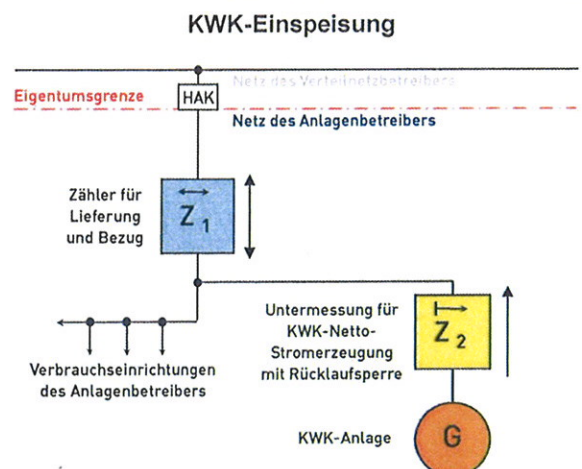 KWK-Einspeisung
Netz des Verteilnetzbetreibers
Eigentumsgrenze
HAK
Netz des Anlagenbetreibers
Zähler für
Lieferung
und Bezug
Z 1
Untermessung für
KWK-Netto-
Stromerzeugung
mit Rücklaufsperre
Z 2
Verbrauchseinrichtungen
des Anlagenbetreibers
KWK-Anlage
G